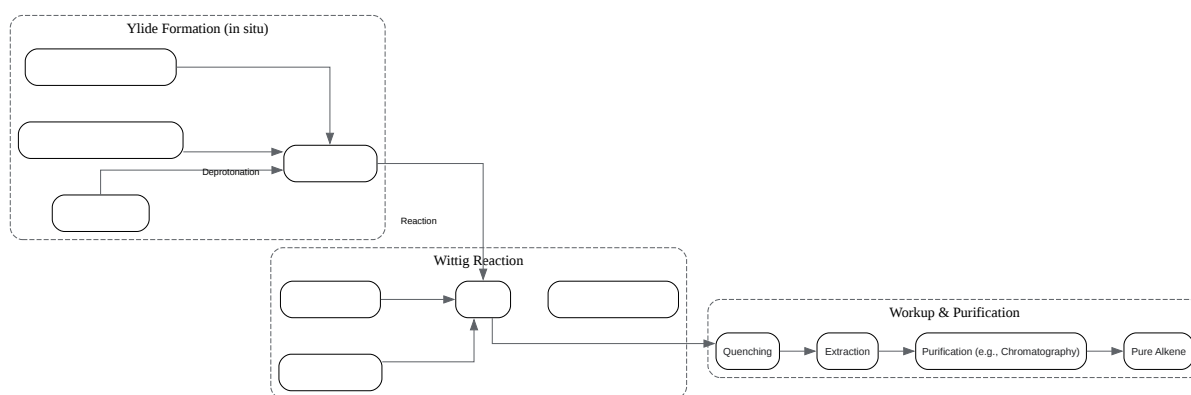 Ylide Formation (in situ)
Deprotonation
Reaction
Wittig Reaction
Workup & Purification
Quenching
Extraction
Purification (e.g., Chromatography)
Pure Alkene